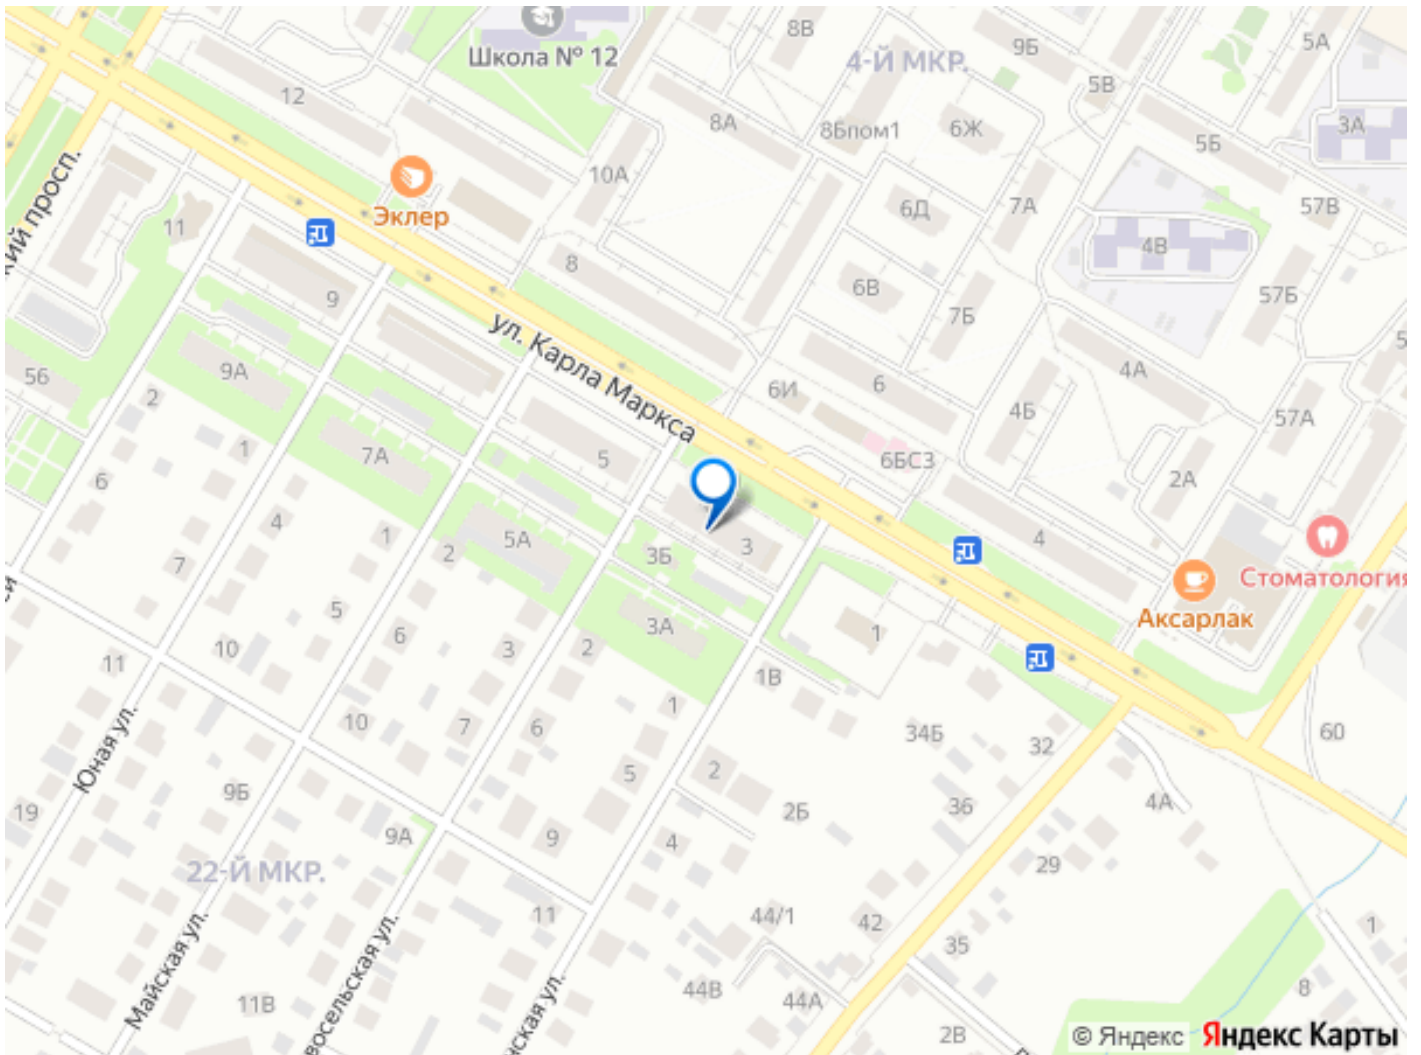 Школа № 12
8В
4-Й МКР.
9Б
5А
5В
12
8А
8Бпом1
6Ж
5Б
3А
10А
6Д
7А
57В
Эклер
11
4В
8
6В
7Б
57Б
9
ул. Карла Маркса
56
9А
2
6И
6
4А
4Б
57А
1
7А
5
6БС3
2А
6
4
1
2
5А
3Б
3
4
7
Стоматология
5
6
3
2
3А
1
Аксарлак
11
10
1В
1
Юная ул.
10
7
6
34Б
32
60
5
2
19
9Б
9А
9
4
2Б
36
4А
29
22-Й МКР.
11
44/1
42
35
1
Майская ул.
11В
44В
44А
8
2В
© Яндекс
Яндекс Карты